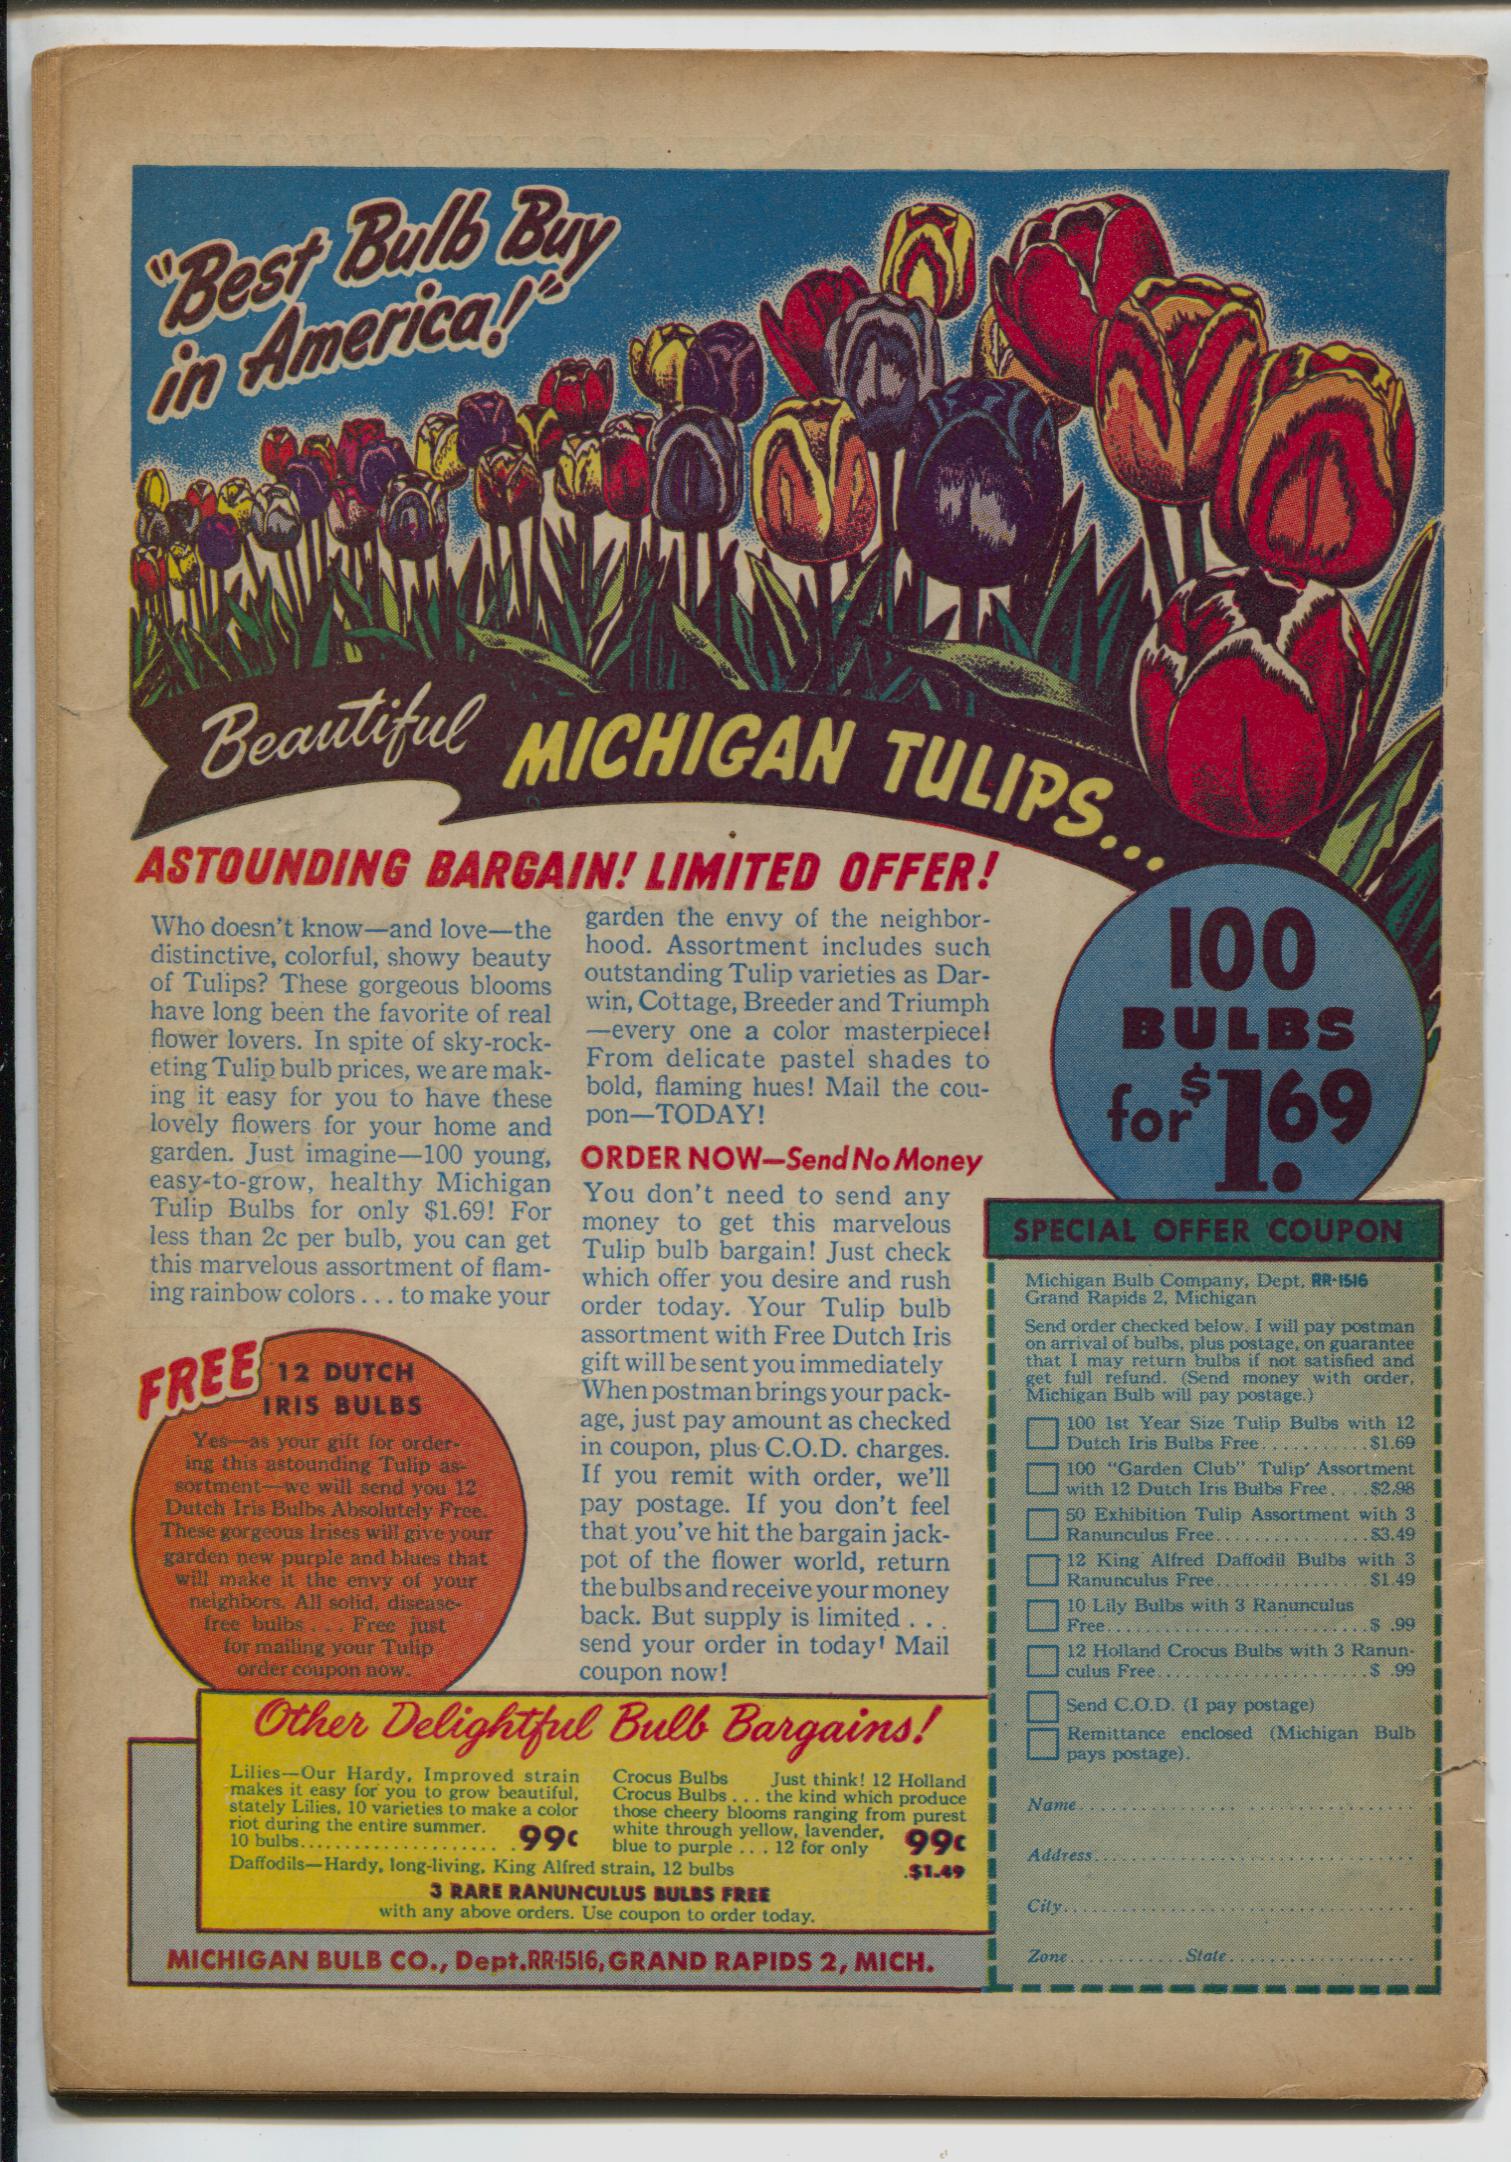 "Best Bulb Buy
in America!"
Beautiful MICHIGAN TULIPS...
ASTOUNDING BARGAIN! LIMITED OFFER!
Who doesn't know—and love—the
distinctive, colorful, showy beauty
of Tulips? These gorgeous blooms
have long been the favorite of real
flower lovers. In spite of sky-rock-
eting Tulip bulb prices, we are mak-
ing it easy for you to have these
lovely flowers for your home and
garden. Just imagine—100 young,
easy-to-grow, healthy Michigan
Tulip Bulbs for only $1.69! For
less than 2c per bulb, you can get
this marvelous assortment of flam-
ing rainbow colors . . . to make your
garden the envy of the neighbor-
hood. Assortment includes such
outstanding Tulip varieties as Dar-
win, Cottage, Breeder and Triumph
—every one a color masterpiece!
From delicate pastel shades to
bold, flaming hues! Mail the cou-
pon—TODAY!
ORDER NOW—Send No Money
You don't need to send any
money to get this marvelous
Tulip bulb bargain! Just check
which offer you desire and rush
order today. Your Tulip bulb
assortment with Free Dutch Iris
gift will be sent you immediately
When postman brings your pack-
age, just pay amount as checked
in coupon, plus C.O.D. charges.
If you remit with order, we'll
pay postage. If you don't feel
that you've hit the bargain jack-
pot of the flower world, return
the bulbs and receive your money
back. But supply is limited . . .
send your order in today! Mail
coupon now!
100
BULBS
for $1.69
FREE 12 DUTCH
IRIS BULBS
Yes—as your gift for order-
ing this astounding Tulip as-
sortment—we will send you 12
Dutch Iris Bulbs Absolutely Free.
These gorgeous Irises will give your
garden new purple and blues that
will make it the envy of your
neighbors. All solid, disease-
free bulbs . . . Free just
for mailing your Tulip
order coupon now.
Other Delightful Bulb Bargains!
Lilies—Our Hardy, Improved strain
makes it easy for you to grow beautiful,
stately Lilies, 10 varieties to make a color
riot during the entire summer.
10 bulbs..................... 99c
Crocus Bulbs Just think! 12 Holland
Crocus Bulbs . . . the kind which produce
those cheery blooms ranging from purest
white through yellow, lavender,
blue to purple . . . 12 for only 99c
Daffodils—Hardy, long-living, King Alfred strain, 12 bulbs .$1.49
3 RARE RANUNCULUS BULBS FREE
with any above orders. Use coupon to order today.
MICHIGAN BULB CO., Dept. RR-1516, GRAND RAPIDS 2, MICH.
SPECIAL OFFER COUPON
Michigan Bulb Company, Dept. RR-1516
Grand Rapids 2, Michigan
Send order checked below. I will pay postman
on arrival of bulbs, plus postage, on guarantee
that I may return bulbs if not satisfied and
get full refund. (Send money with order,
Michigan Bulb will pay postage.)
100 1st Year Size Tulip Bulbs with 12
Dutch Iris Bulbs Free...........$1.69
100 "Garden Club" Tulip Assortment
with 12 Dutch Iris Bulbs Free....$2.98
50 Exhibition Tulip Assortment with 3
Ranunculus Free................$3.49
12 King Alfred Daffodil Bulbs with 3
Ranunculus Free................$1.49
10 Lily Bulbs with 3 Ranunculus
Free...........................$ .99
12 Holland Crocus Bulbs with 3 Ranun-
culus Free......................$ .99
Send C.O.D. (I pay postage)
Remittance enclosed (Michigan Bulb
pays postage).
Name........................................
Address.....................................
City........................................
Zone............State.......................